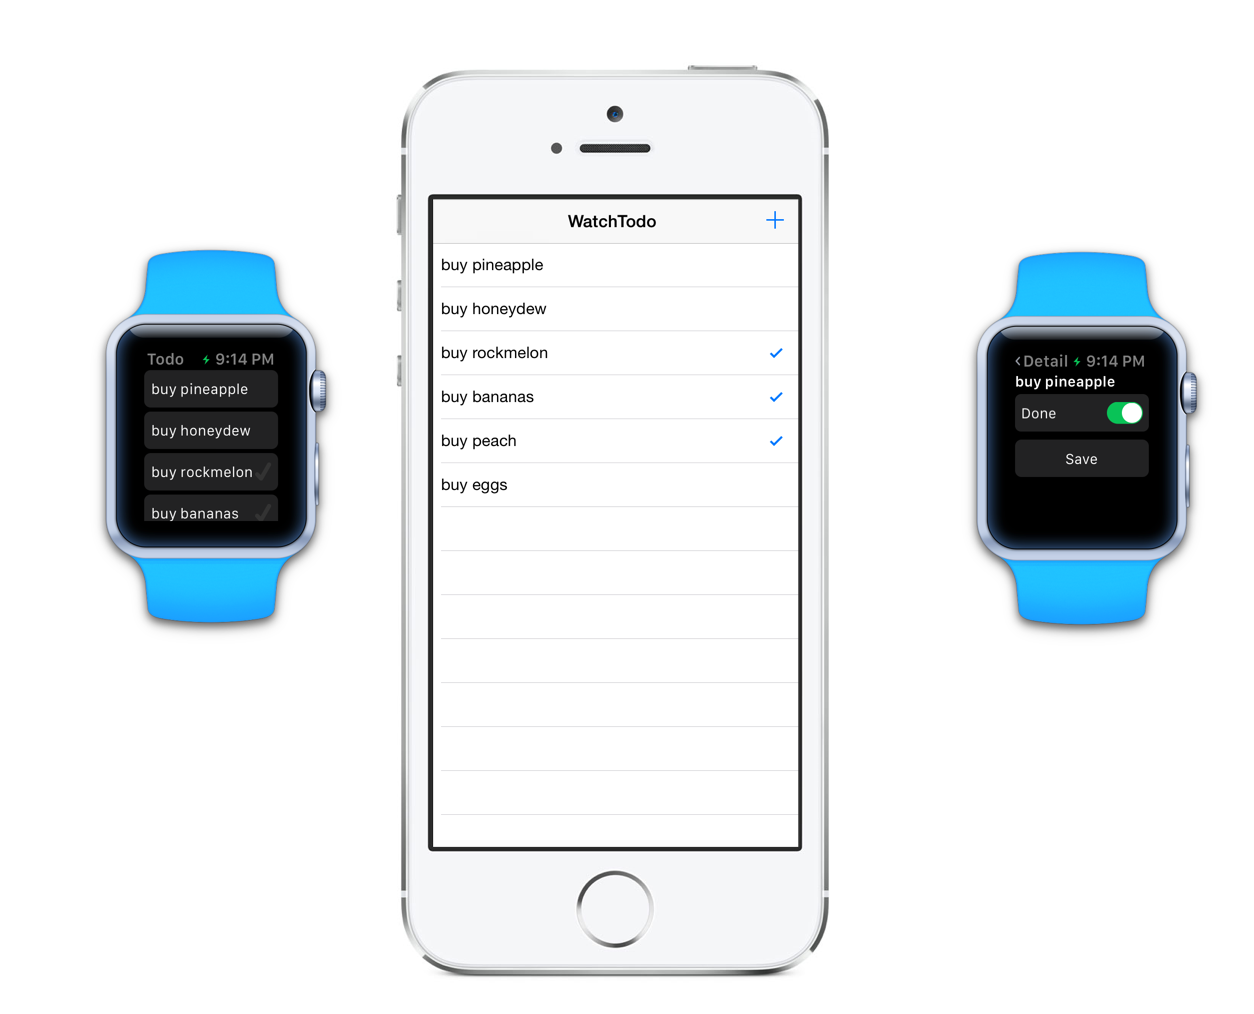 Todo 9:14 PM
buy pineapple
buy honeydew
buy rockmelon
buy bananas
WatchTodo
buy pineapple
buy honeydew
buy rockmelon
buy bananas
buy peach
buy eggs
Detail 9:14 PM
buy pineapple
Done
Save